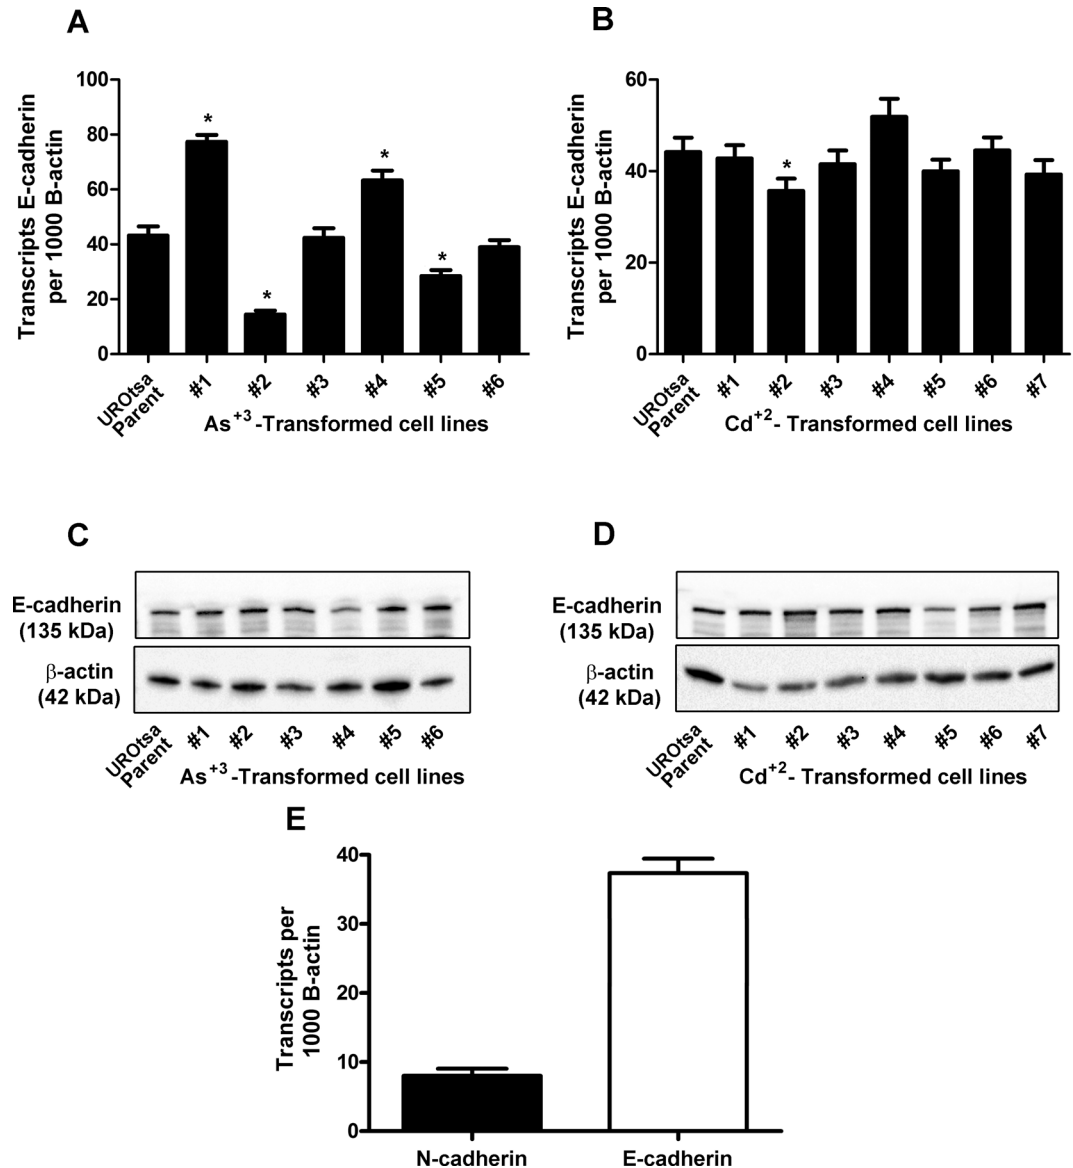 A
Transcripts E-cadherin
per 1000 B-actin
100
80
60
40
20
0
*
*
*
*
UROtsa
Parent
#1
#2
#3
#4
#5
#6
As+3-Transformed cell lines
B
Transcripts E-cadherin
per 1000 B-actin
60
40
20
0
*
UROtsa
Parent
#1
#2
#3
#4
#5
#6
#7
Cd+2- Transformed cell lines
C
E-cadherin
(135 kDa)
β-actin
(42 kDa)
UROtsa
Parent
#1
#2
#3
#4
#5
#6
As+3-Transformed cell lines
D
E-cadherin
(135 kDa)
β-actin
(42 kDa)
UROtsa
Parent
#1
#2
#3
#4
#5
#6
#7
Cd+2- Transformed cell lines
E
Transcripts per
1000 B-actin
40
30
20
10
0
N-cadherin
E-cadherin